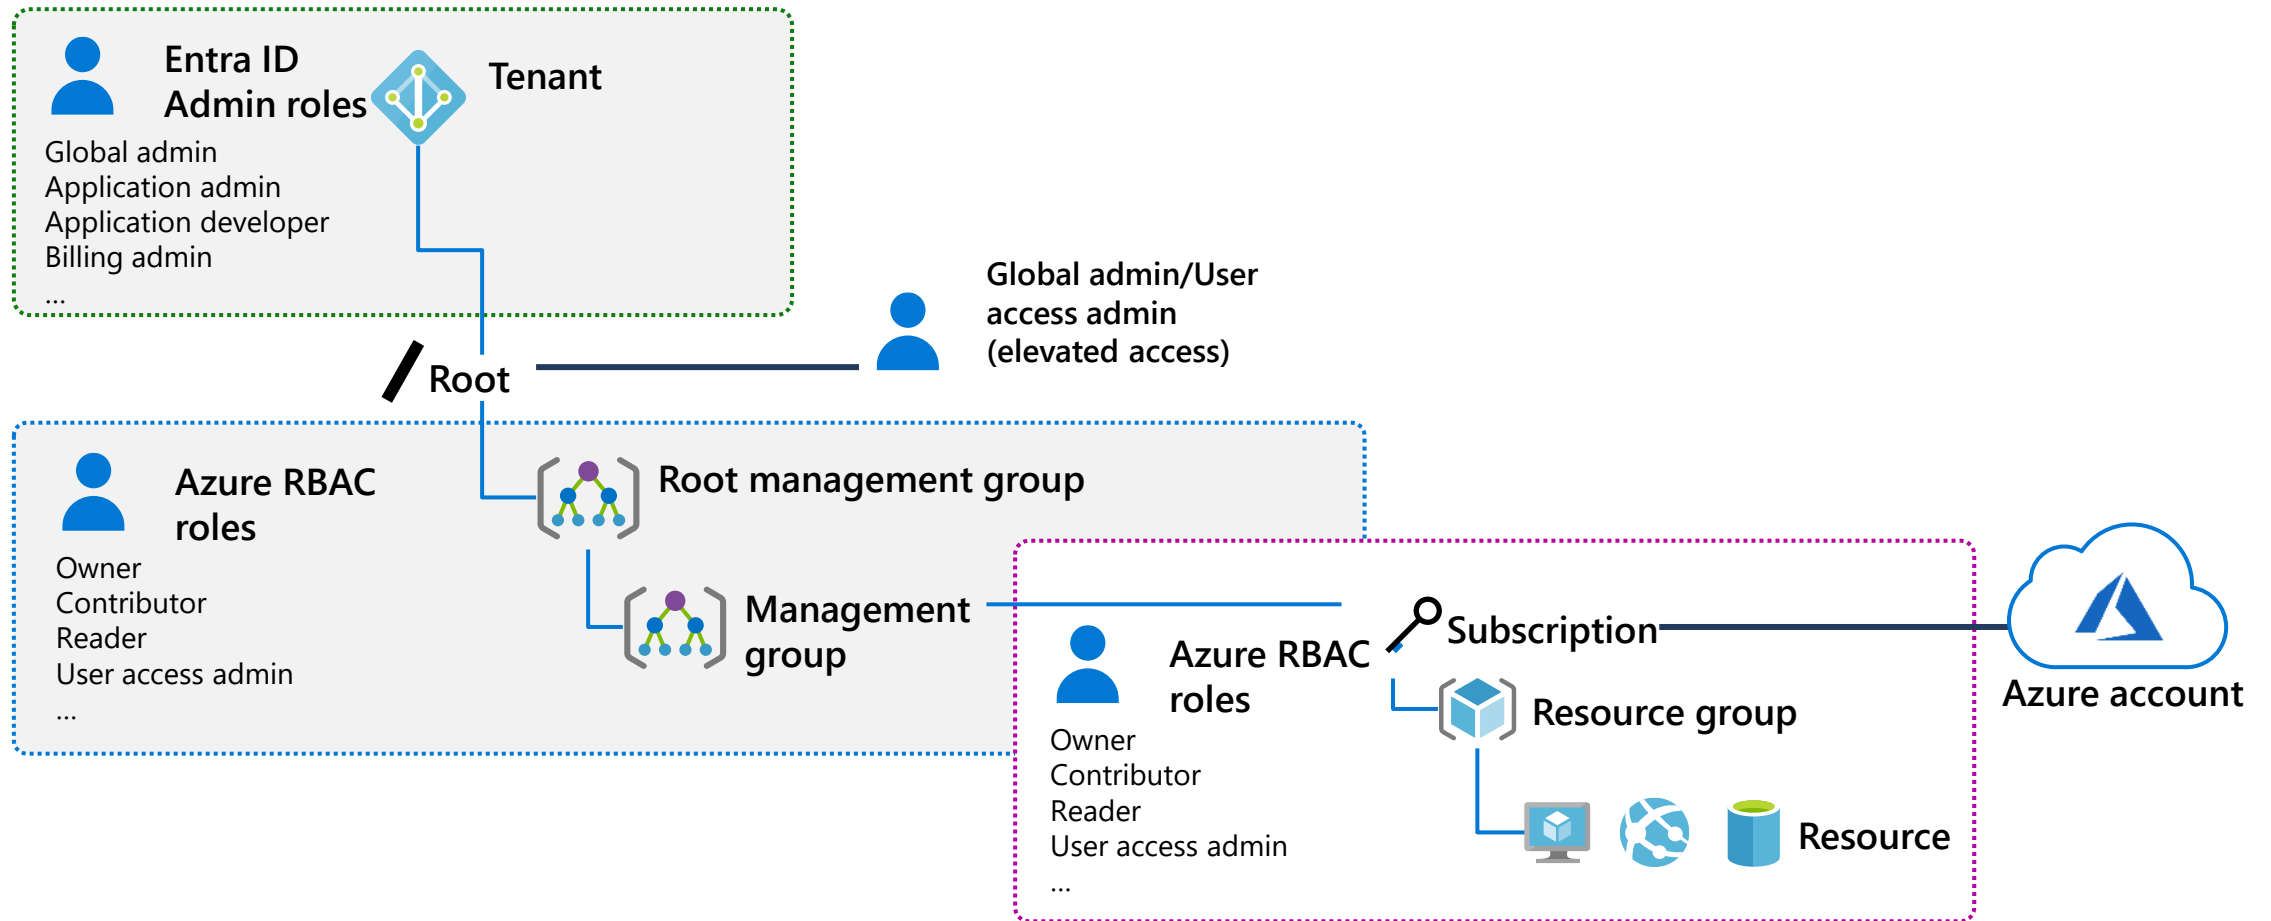 Entra ID
Admin roles
Tenant
Global admin
Application admin
Application developer
Billing admin
...
Global admin/User
access admin
(elevated access)
Root
Azure RBAC
roles
Root management group
Owner
Contributor
Reader
User access admin
...
Management
group
Azure RBAC
roles
Subscription
Azure account
Resource group
Owner
Contributor
Reader
User access admin
...
Resource